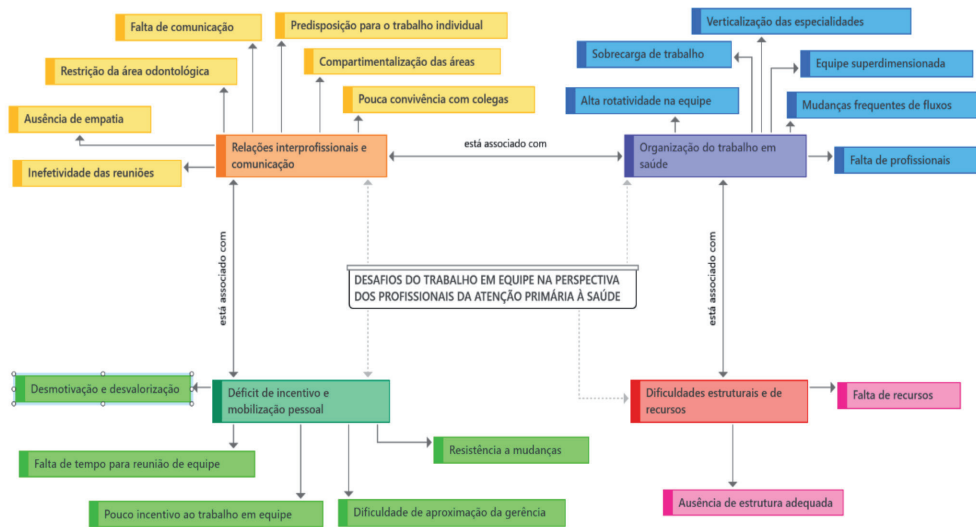 Falta de comunicação
Predisposição para o trabalho individual
Restrição da área odontológica
Compartimentalização das áreas
Ausência de empatia
Pouca convivência com colegas
Inefetividade das reuniões
Relações interprofissionais e
comunicação
está associado com
Verticalização das especialidades
Sobrecarga de trabalho
Equipe superdimensionada
Alta rotatividade na equipe
Mudanças frequentes de fluxos
Organização do trabalho em
saúde
Falta de profissionais
está associado com
está associado com
DESAFIOS DO TRABALHO EM EQUIPE NA PERSPECTIVA
DOS PROFISSIONAIS DA ATENÇÃO PRIMÁRIA À SAÚDE
Desmotivação e desvalorização
Déficit de incentivo e
mobilização pessoal
Falta de tempo para reunião de equipe
Resistência a mudanças
Pouco incentivo ao trabalho em equipe
Dificuldade de aproximação da gerência
Dificuldades estruturais e de
recursos
Falta de recursos
Ausência de estrutura adequada